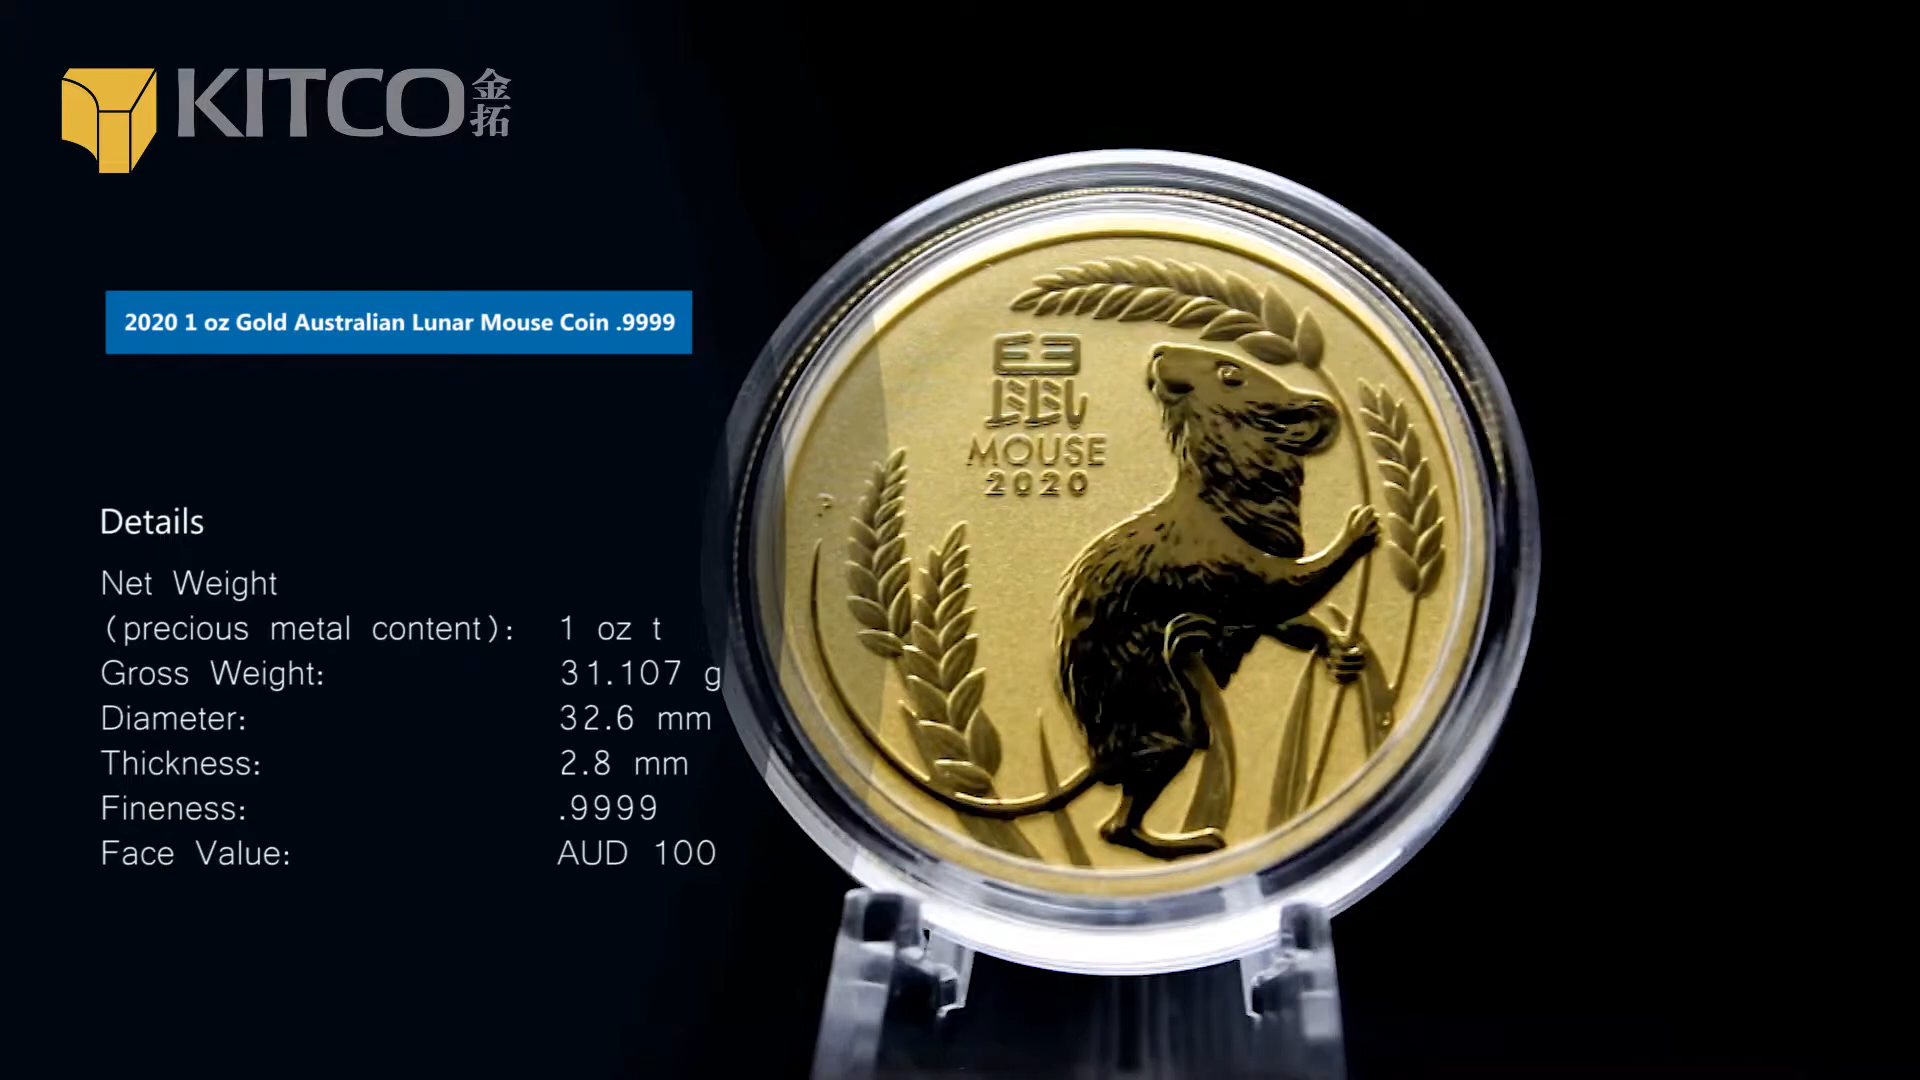 KITCO金拓
2020 1 oz Gold Australian Lunar Mouse Coin .9999
Details
Net Weight
(precious metal content): 1 oz t
Gross Weight: 31.107 g
Diameter: 32.6 mm
Thickness: 2.8 mm
Fineness: .9999
Face Value: AUD 100
鼠
MOUSE
2020
P